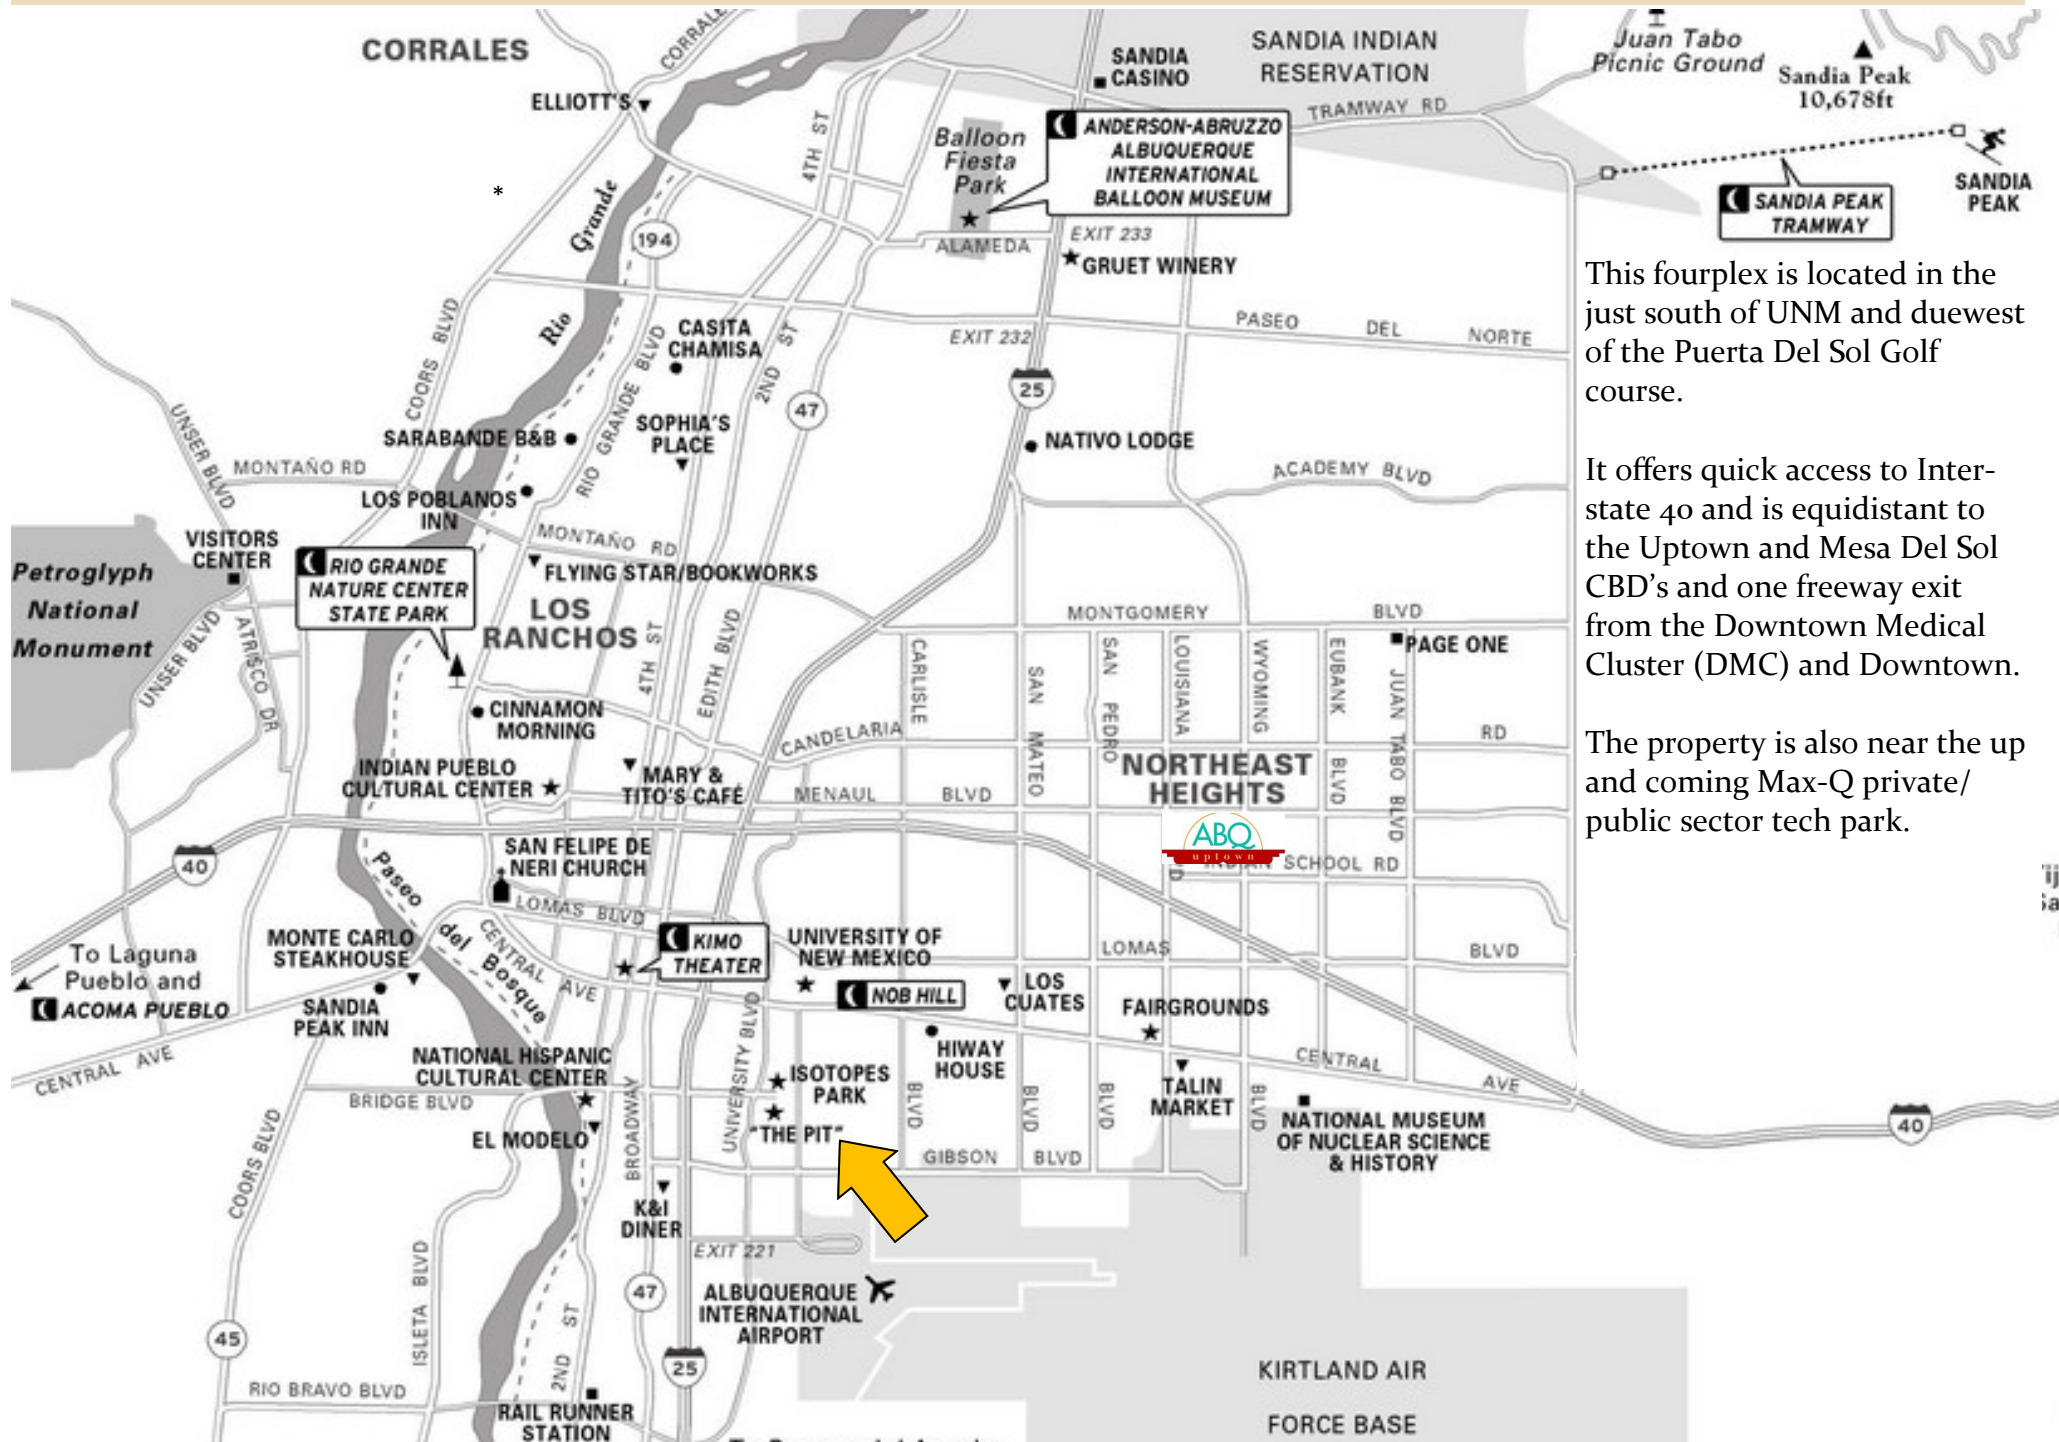 CORRALES
CORRALES
ELLIOTT'S
SANDIA
CASINO
SANDIA INDIAN
RESERVATION
Juan Tabo
Picnic Ground
Sandia Peak
10,678ft
TRAMWAY RD
4TH ST
Balloon
Fiesta
Park
ANDERSON-ABRUZZO
ALBUQUERQUE
INTERNATIONAL
BALLOON MUSEUM
SANDIA PEAK
TRAMWAY
SANDIA
PEAK
*
Rio Grande
194
ALAMEDA
EXIT 233
GRUET WINERY
This fourplex is located in the
just south of UNM and duewest
of the Puerta Del Sol Golf
course.
It offers quick access to Inter-
state 40 and is equidistant to
the Uptown and Mesa Del Sol
CBD's and one freeway exit
from the Downtown Medical
Cluster (DMC) and Downtown.
The property is also near the up
and coming Max-Q private/
public sector tech park.
COORS BLVD
CASITA
CHAMISA
2ND ST
EXIT 232
PASEO DEL NORTE
25
47
UNSER BLVD
SARABANDE B&B
RIO GRANDE BLVD
SOPHIA'S
PLACE
NATIVO LODGE
MONTAÑO RD
ACADEMY BLVD
LOS POBLANOS
INN
VISITORS
CENTER
MONTAÑO RD
Petroglyph
National
Monument
RIO GRANDE
NATURE CENTER
STATE PARK
FLYING STAR/BOOKWORKS
LOS
RANCHOS
UNSER BLVD
ATRISCO DR
4TH ST
EDITH BLVD
MONTGOMERY BLVD
PAGE ONE
CARLISLE
SAN MATEO
SAN PEDRO
LOUISIANA
WYOMING
EUBANK BLVD
JUAN TABO BLVD
CINNAMON
MORNING
CANDELARIA RD
INDIAN PUEBLO
CULTURAL CENTER
MARY &
TITO'S CAFÉ
MENAUL BLVD
NORTHEAST
HEIGHTS
ABQ
uptown
INDIAN SCHOOL RD
40
SAN FELIPE DE
NERI CHURCH
Paseo del Bosque
LOMAS BLVD
CENTRAL AVE
MONTE CARLO
STEAKHOUSE
KIMO
THEATER
UNIVERSITY OF
NEW MEXICO
LOMAS BLVD
To Laguna
Pueblo and
ACOMA PUEBLO
SANDIA
PEAK INN
NOB HILL
LOS
CUATES
FAIRGROUNDS
CENTRAL AVE
NATIONAL HISPANIC
CULTURAL CENTER
BRIDGE BLVD
EL MODELO
BROADWAY
UNIVERSITY BLVD
ISOTOPES
PARK
"THE PIT"
HIWAY
HOUSE
BLVD
BLVD
BLVD
BLVD
TALIN
MARKET
CENTRAL AVE
NATIONAL MUSEUM
OF NUCLEAR SCIENCE
& HISTORY
40
GIBSON BLVD
COORS BLVD
K&I
DINER
EXIT 221
ISLETA BLVD
47
ALBUQUERQUE
INTERNATIONAL
AIRPORT
45
2ND ST
25
RIO BRAVO BLVD
RAIL RUNNER
STATION
KIRTLAND AIR
FORCE BASE